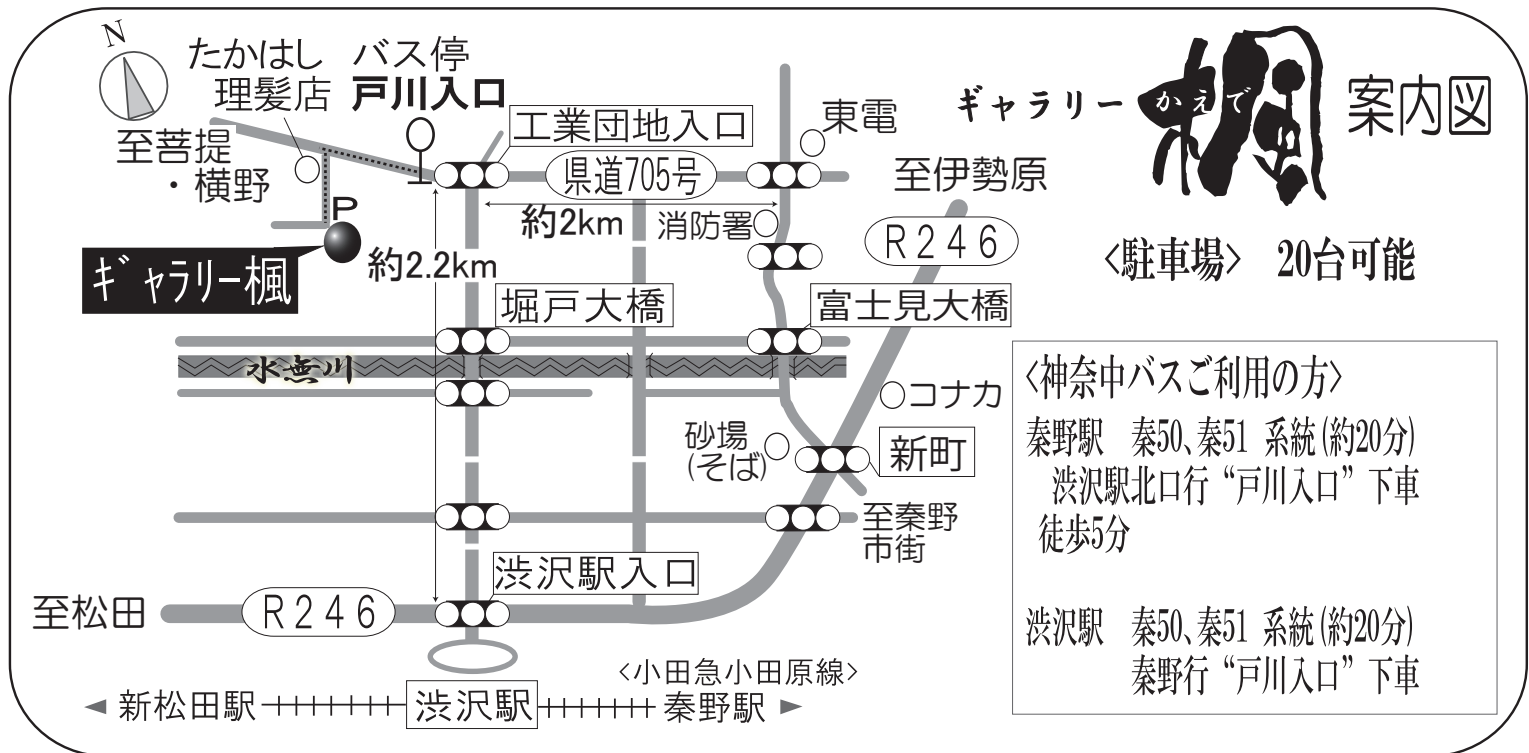 N
たかはし
理髪店
バス停
戸川入口
至菩提
・横野
P
ギャラリー楓
工業団地入口
県道705号
約2km
約2.2km
東電
消防署
至伊勢原
R246
堀戸大橋
富士見大橋
水無川
コナカ
砂場
(そば)
新町
至秦野
市街
渋沢駅入口
至松田
R246
<小田急小田原線>
◀ 新松田駅
渋沢駅
秦野駅 ▶
ギャラリー
かえで
楓
案内図
<駐車場> 20台可能
<神奈中バスご利用の方>
秦野駅 秦50、秦51 系統(約20分)
渋沢駅北口行“戸川入口”下車
徒歩5分
渋沢駅 秦50、秦51 系統(約20分)
秦野行“戸川入口”下車